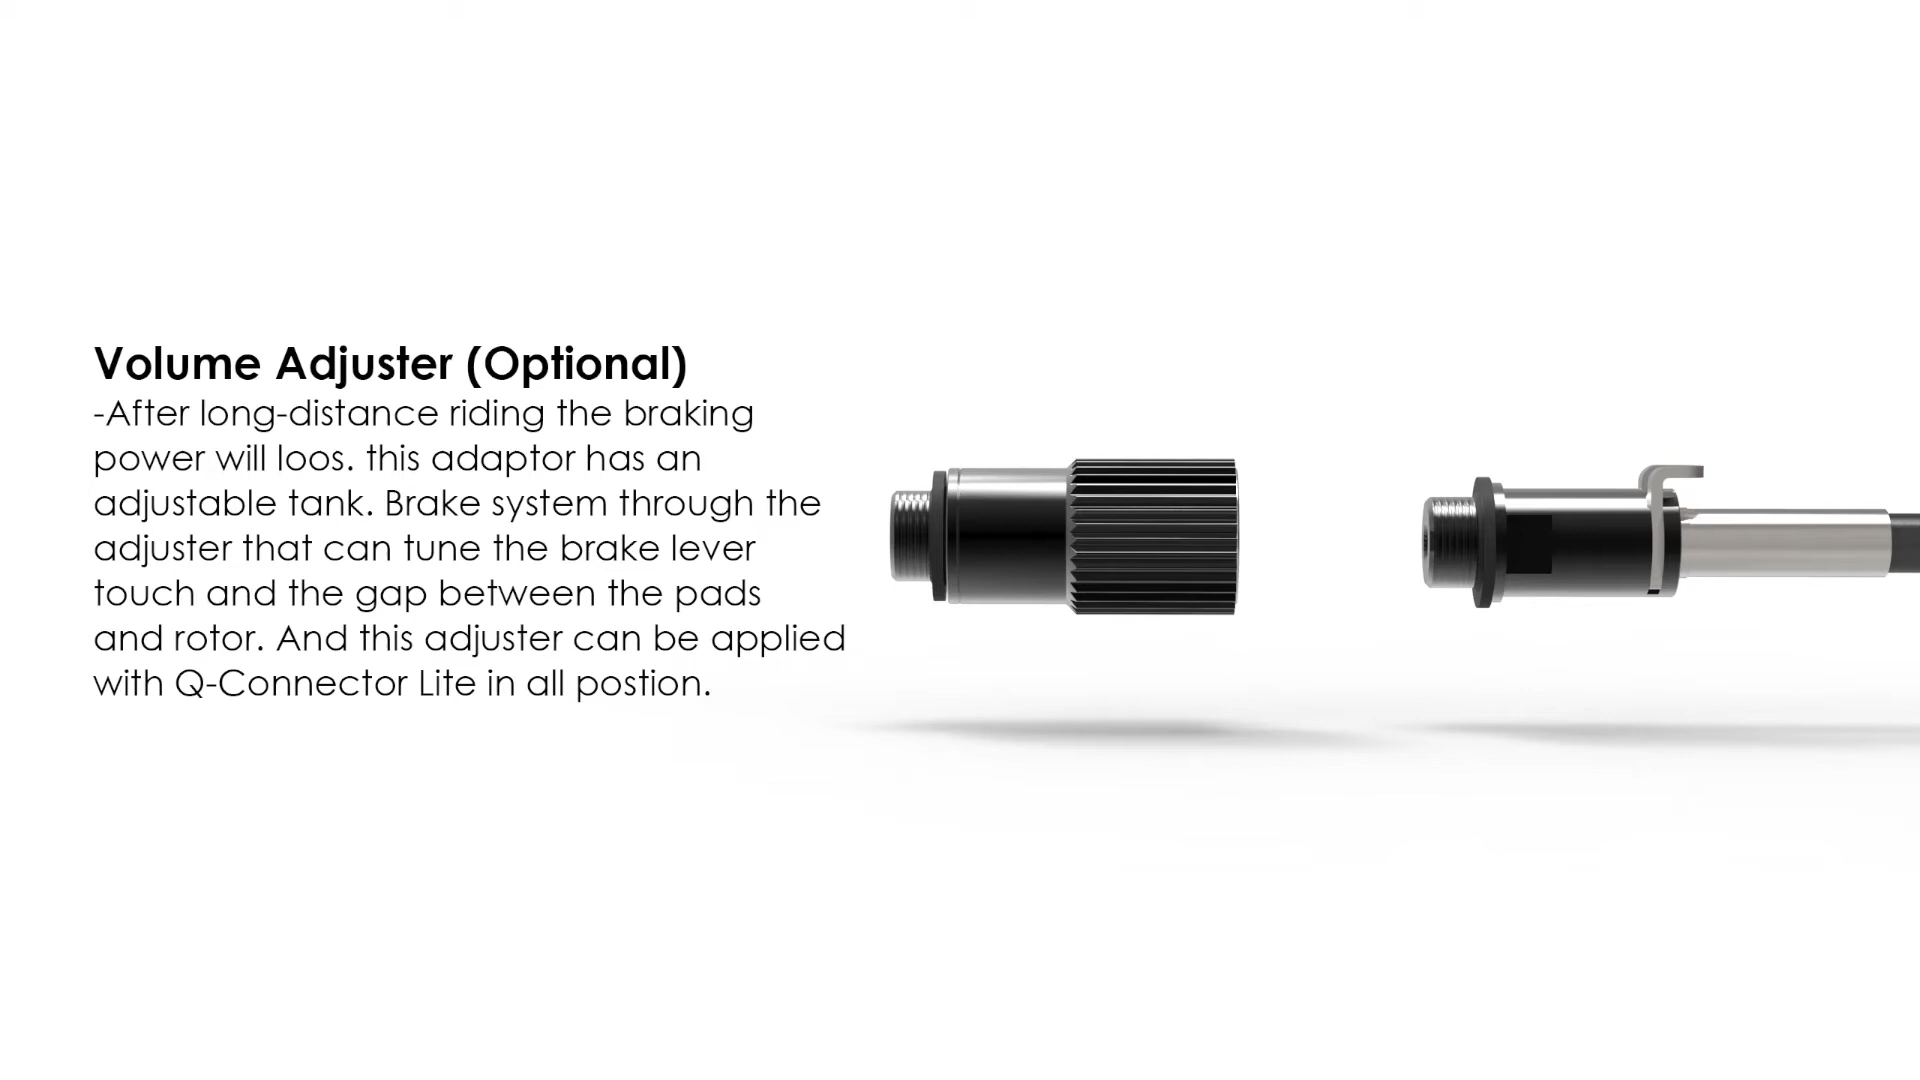 Volume Adjuster (Optional)
-After long-distance riding the braking
power will loos. this adaptor has an
adjustable tank. Brake system through the
adjuster that can tune the brake lever
touch and the gap between the pads
and rotor. And this adjuster can be applied
with Q-Connector Lite in all postion.